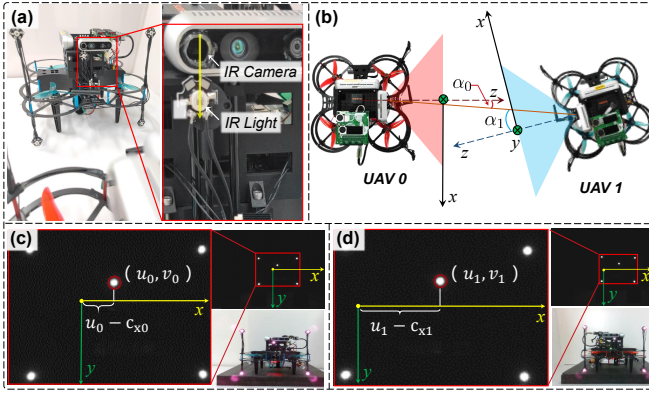 (a)
IR Camera
IR Light
(b)
x
α₀
z
α₁
y
z
x
UAV 0
UAV 1
(c)
( u₀, v₀ )
x
u₀ − cₓ₀
y
x
y
(d)
( u₁, v₁ )
x
u₁ − cₓ₁
y
x
y